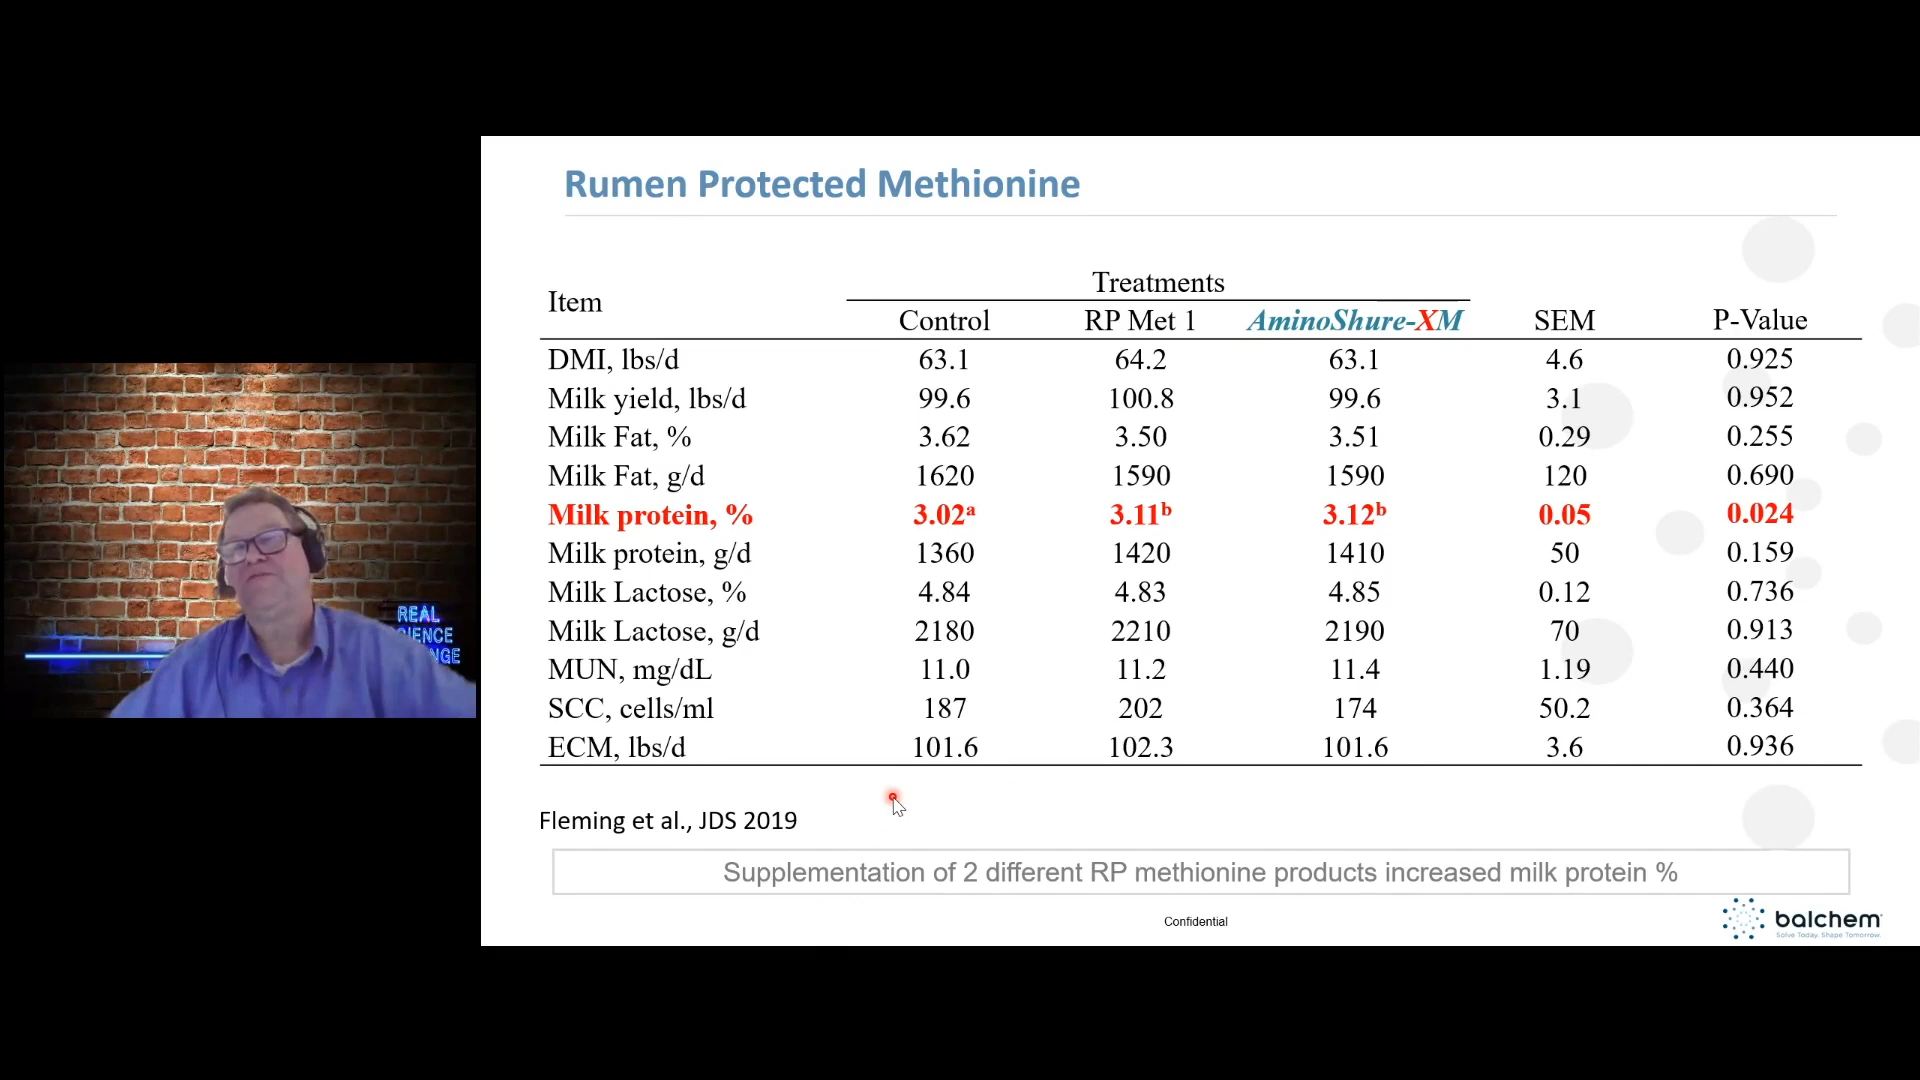 Rumen Protected Methionine
Treatments
Item
Control RP Met 1 AminoShure-XM SEM P-Value
DMI, lbs/d 63.1 64.2 63.1 4.6 0.925
Milk yield, lbs/d 99.6 100.8 99.6 3.1 0.952
Milk Fat, % 3.62 3.50 3.51 0.29 0.255
Milk Fat, g/d 1620 1590 1590 120 0.690
Milk protein, % 3.02ᵃ 3.11ᵇ 3.12ᵇ 0.05 0.024
Milk protein, g/d 1360 1420 1410 50 0.159
Milk Lactose, % 4.84 4.83 4.85 0.12 0.736
Milk Lactose, g/d 2180 2210 2190 70 0.913
MUN, mg/dL 11.0 11.2 11.4 1.19 0.440
SCC, cells/ml 187 202 174 50.2 0.364
ECM, lbs/d 101.6 102.3 101.6 3.6 0.936
Fleming et al., JDS 2019
Supplementation of 2 different RP methionine products increased milk protein %
Confidential
balchem
Solve Today. Shape Tomorrow.
REAL
CIENCE
NGE